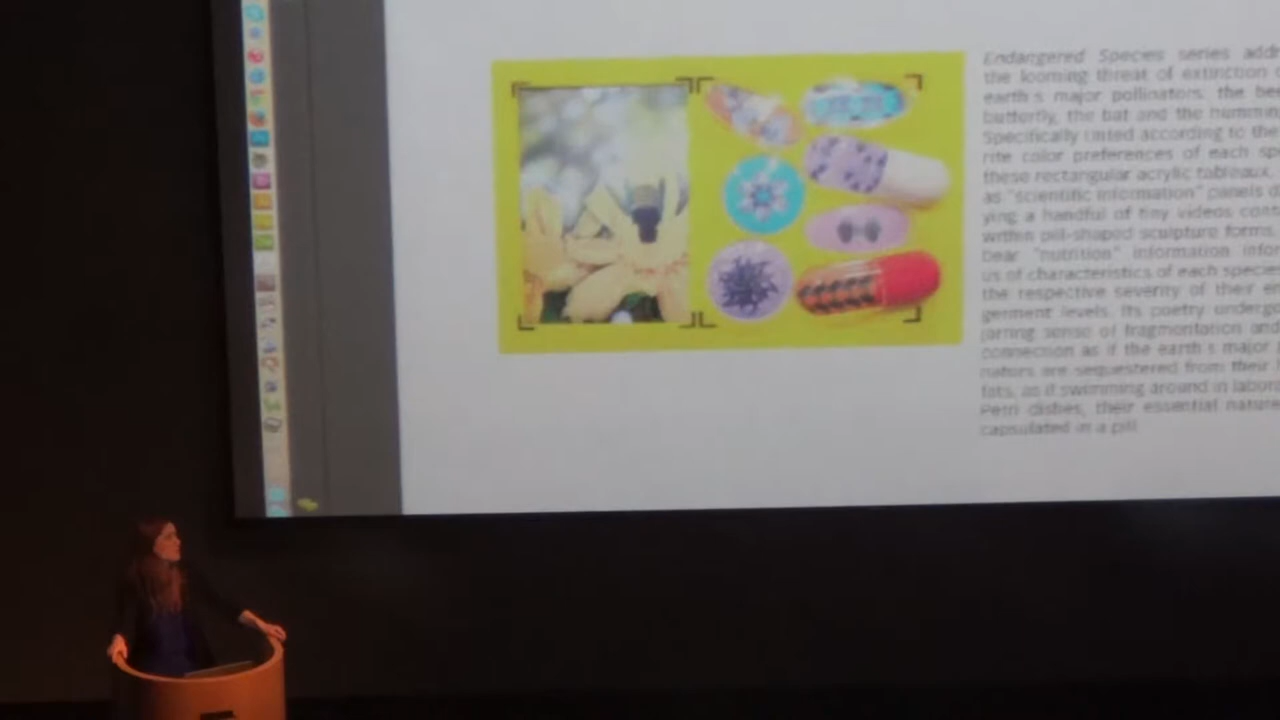 Endangered Species series addr
the looming threat of extinction
earth's major pollinators: the bee
butterfly, the bat and the hummin
Specifically tinted according to the
rite color preferences of each sp
these rectangular acrylic tableaux,
as "scientific information" panels d
ying a handful of tiny videos cont
within pill-shaped sculpture forms,
bear "nutrition" information infor
us of characteristics of each species
the respective severity of their en
germent levels. Its poetry underg
jarring sense of fragmentation and
connection as if the earth's major
nators are sequestered from their
tats, as if swimming around in labora
Petri dishes, their essential nature
capsulated in a pill.